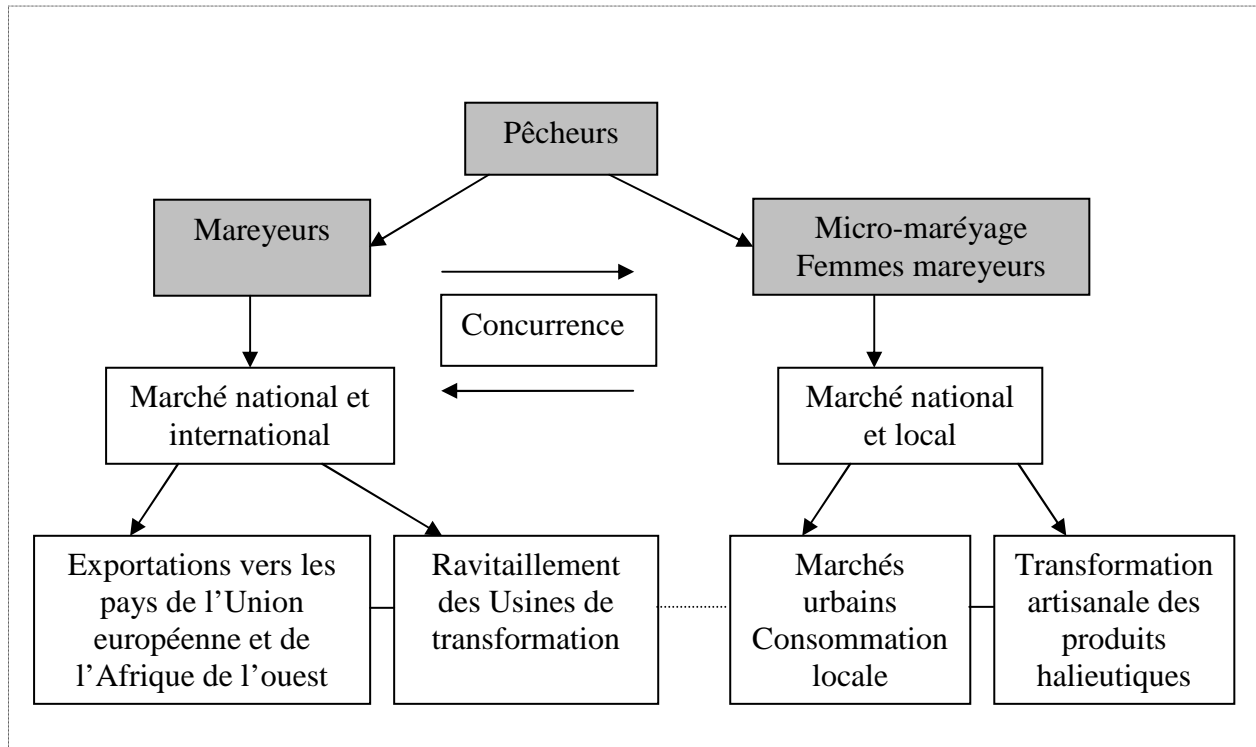 Pêcheurs
Mareyeurs
Micro-maréyage
Femmes mareyeurs
Concurrence
Marché national et
international
Marché national
et local
Exportations vers les
pays de l’Union
européenne et de
l’Afrique de l’ouest
Ravitaillement
des Usines de
transformation
Marchés
urbains
Consommation
locale
Transformation
artisanale des
produits
halieutiques